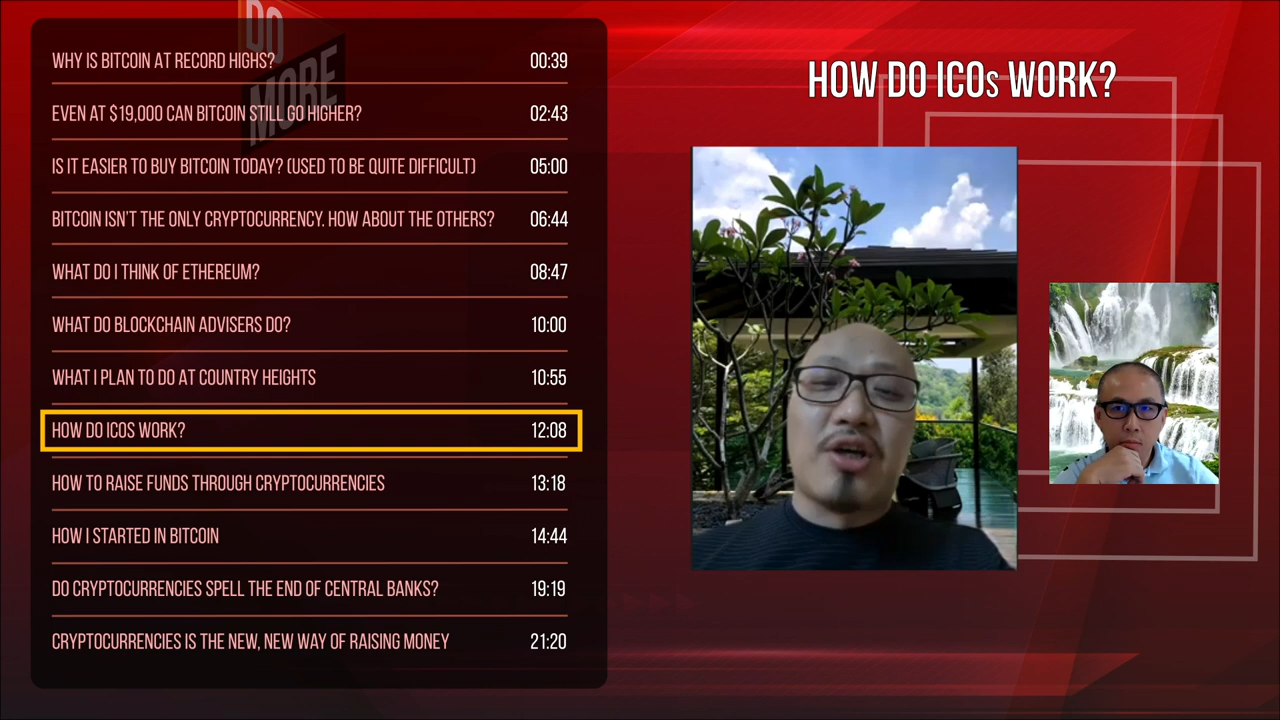 DO
MORE
WHY IS BITCOIN AT RECORD HIGHS? 00:39
EVEN AT $19,000 CAN BITCOIN STILL GO HIGHER? 02:43
IS IT EASIER TO BUY BITCOIN TODAY? (USED TO BE QUITE DIFFICULT) 05:00
BITCOIN ISN'T THE ONLY CRYPTOCURRENCY. HOW ABOUT THE OTHERS? 06:44
WHAT DO I THINK OF ETHEREUM? 08:47
WHAT DO BLOCKCHAIN ADVISERS DO? 10:00
WHAT I PLAN TO DO AT COUNTRY HEIGHTS 10:55
HOW DO ICOS WORK? 12:08
HOW TO RAISE FUNDS THROUGH CRYPTOCURRENCIES 13:18
HOW I STARTED IN BITCOIN 14:44
DO CRYPTOCURRENCIES SPELL THE END OF CENTRAL BANKS? 19:19
CRYPTOCURRENCIES IS THE NEW, NEW WAY OF RAISING MONEY 21:20
HOW DO ICOs WORK?